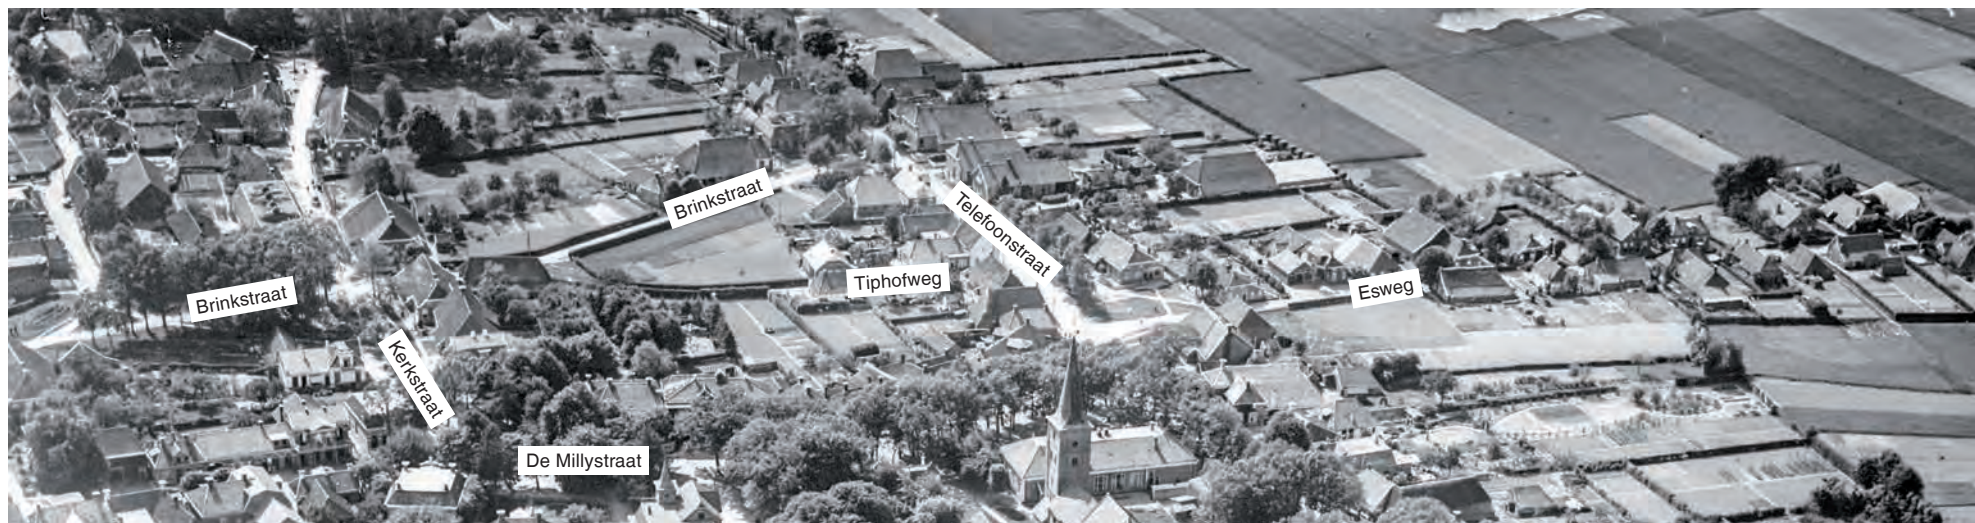 Brinkstraat
Telefoonstraat
Tiphofweg
Esweg
Brinkstraat
Kerkstraat
De Millystraat